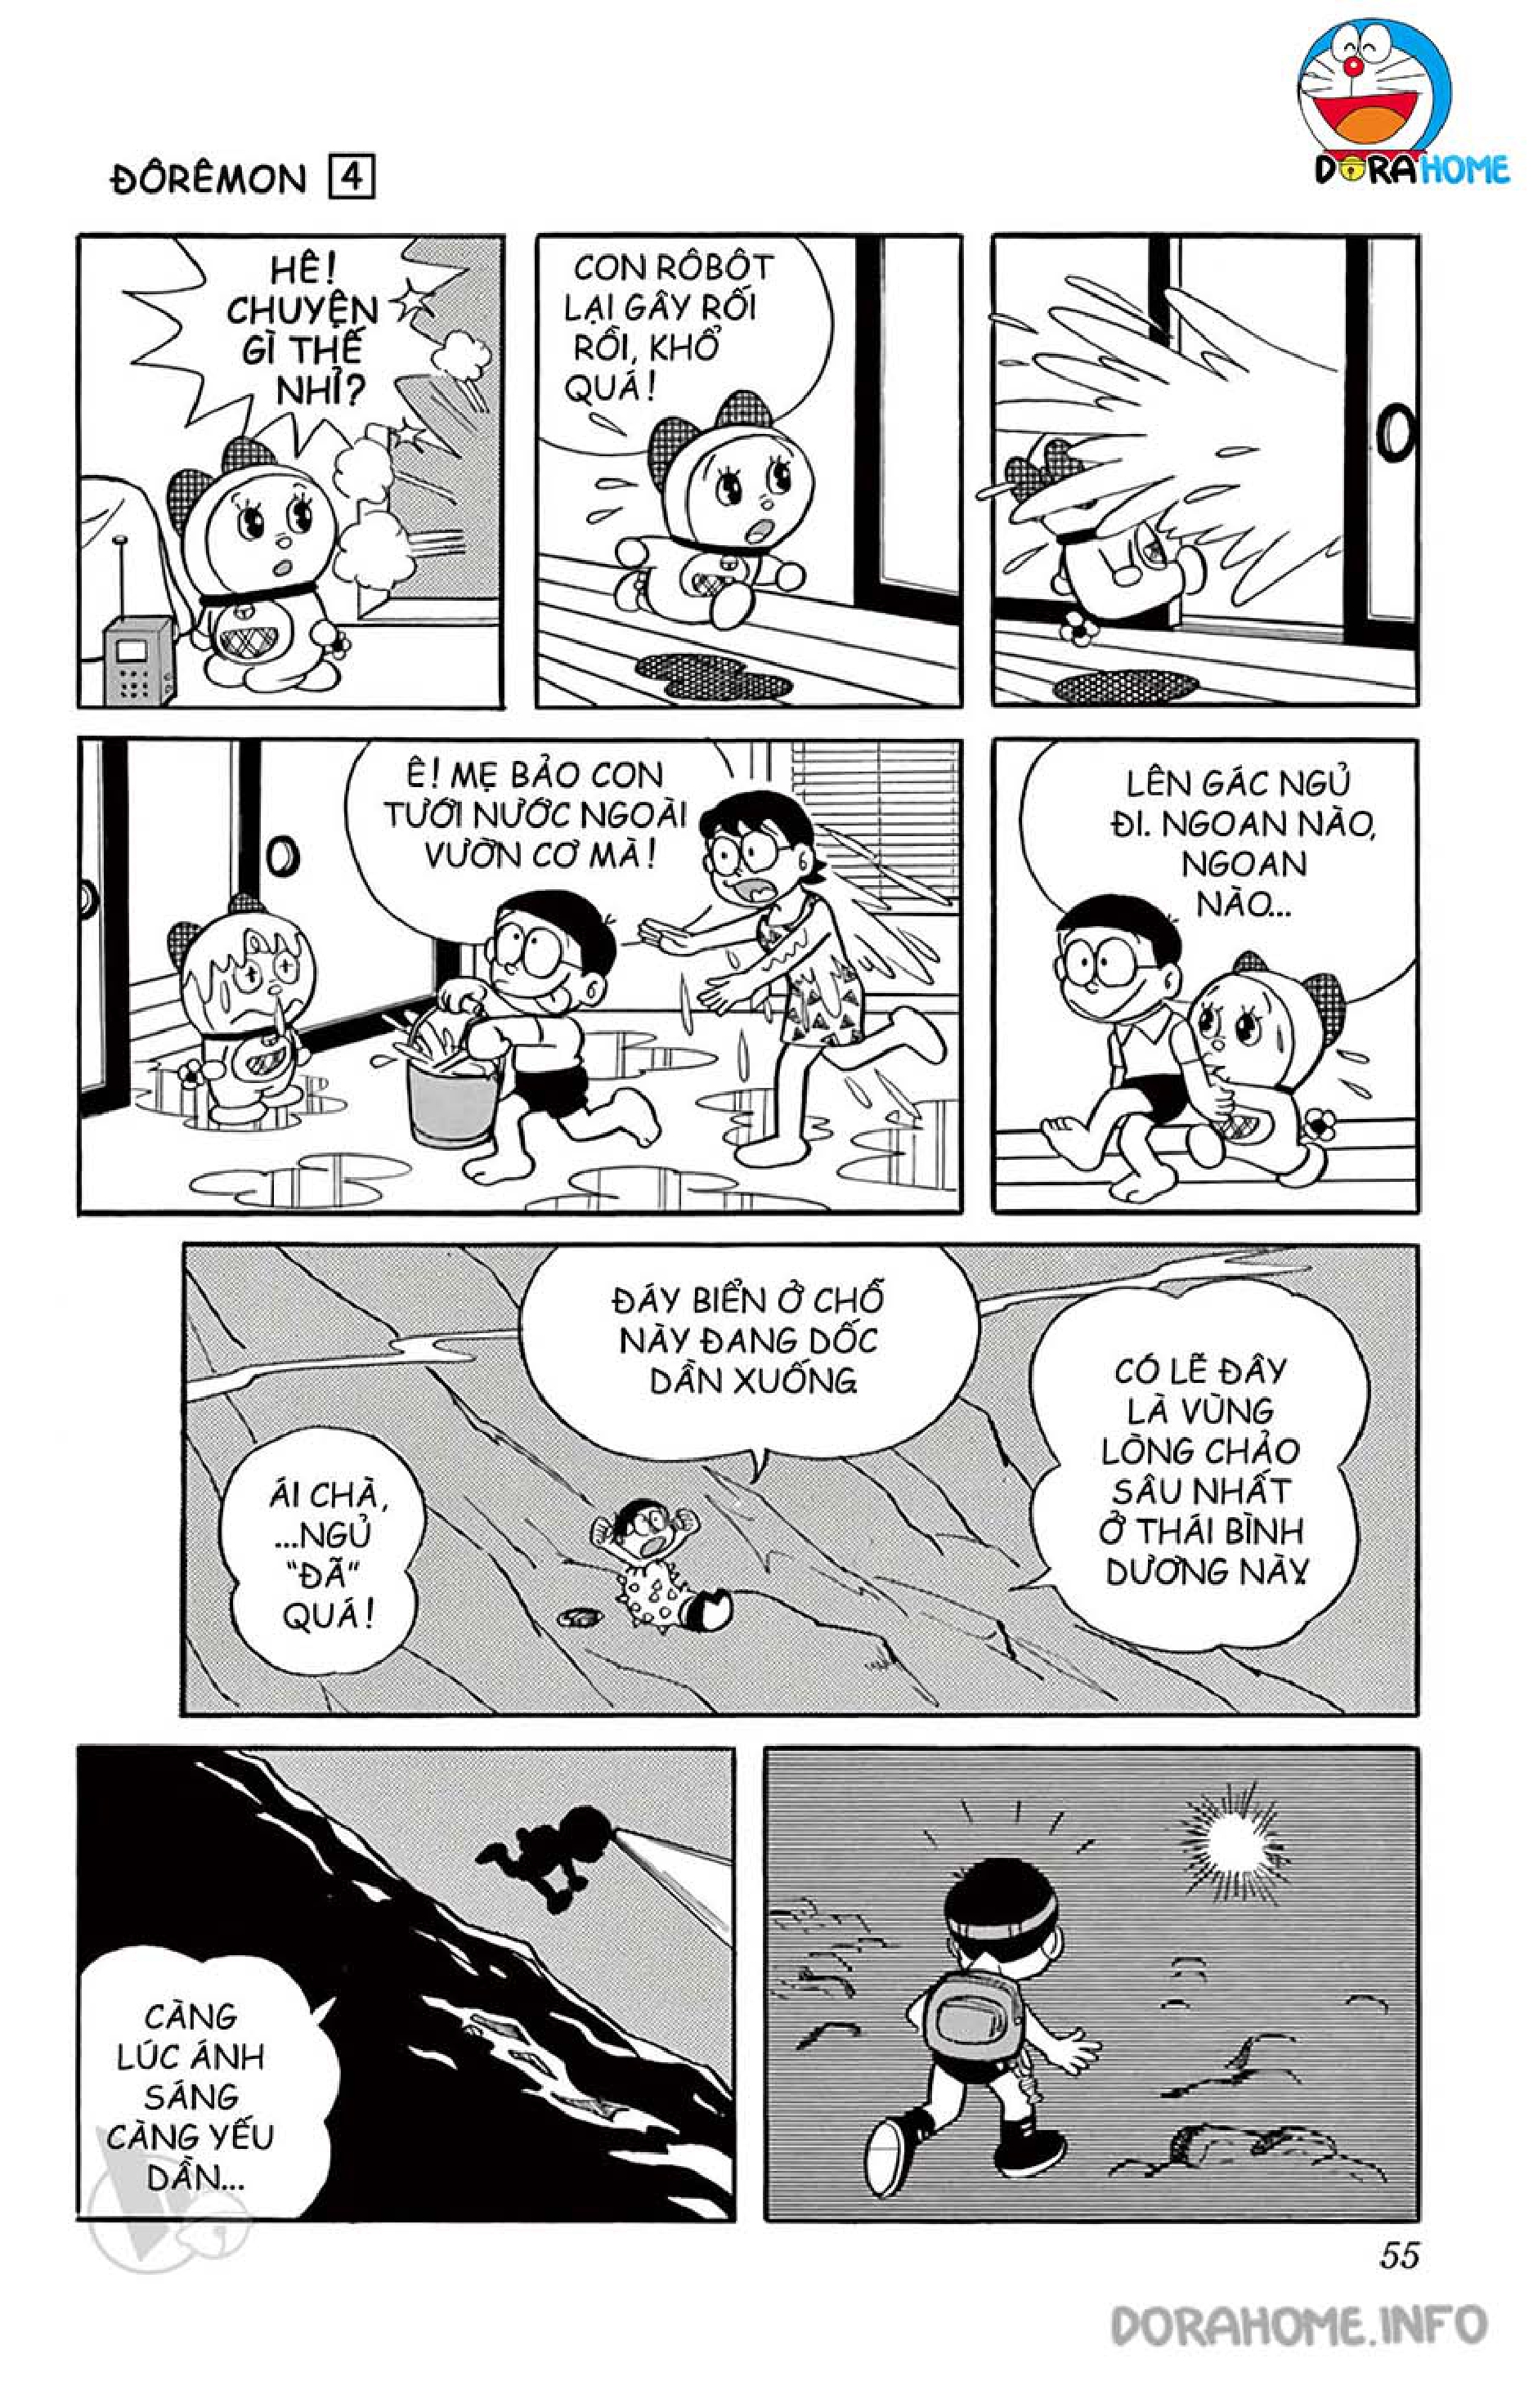 DORAHOME
ĐÔRÊMON 4
HÊ!
CHUYỆN
GÌ THẾ
NHỈ?
CON RÔBÔT
LẠI GÂY RỐI
RỒI, KHỔ
QUÁ!
Ê! MẸ BẢO CON
TƯỚI NƯỚC NGOÀI
VƯỜN CƠ MÀ!
LÊN GÁC NGỦ
ĐI. NGOAN NÀO,
NGOAN
NÀO...
ÁI CHÀ,
...NGỦ
"ĐÃ"
QUÁ!
ĐÁY BIỂN Ở CHỖ
NÀY ĐANG DỐC
DẦN XUỐNG.
CÓ LẼ ĐÂY
LÀ VÙNG
LÒNG CHẢO
SÂU NHẤT
Ở THÁI BÌNH
DƯƠNG NÀY.
CÀNG
LÚC ÁNH
SÁNG
CÀNG YẾU
DẦN...
55
DORAHOME.INFO